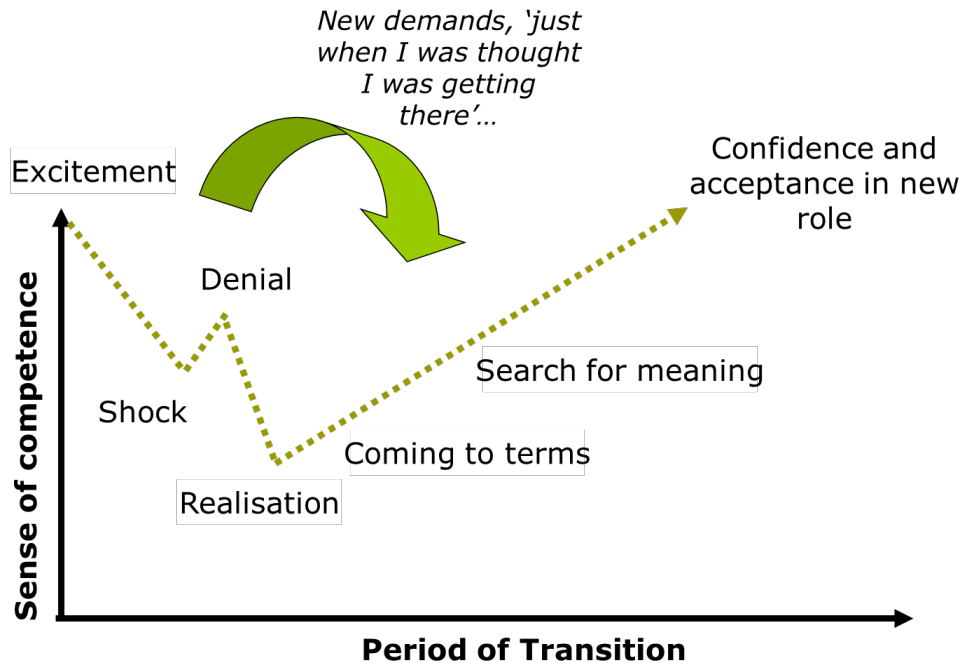 New demands, ‘just
when I was thought
I was getting
there’…
Excitement
Confidence and
acceptance in new
role
Denial
Shock
Search for meaning
Coming to terms
Realisation
Sense of competence
Period of Transition